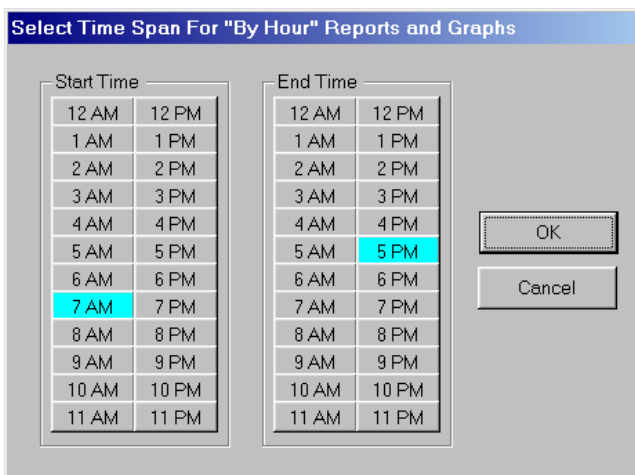 Select Time Span For "By Hour" Reports and Graphs
Start Time
12 AM 12 PM
1 AM 1 PM
2 AM 2 PM
3 AM 3 PM
4 AM 4 PM
5 AM 5 PM
6 AM 6 PM
7 AM 7 PM
8 AM 8 PM
9 AM 9 PM
10 AM 10 PM
11 AM 11 PM
End Time
12 AM 12 PM
1 AM 1 PM
2 AM 2 PM
3 AM 3 PM
4 AM 4 PM
5 AM 5 PM
6 AM 6 PM
7 AM 7 PM
8 AM 8 PM
9 AM 9 PM
10 AM 10 PM
11 AM 11 PM
OK
Cancel